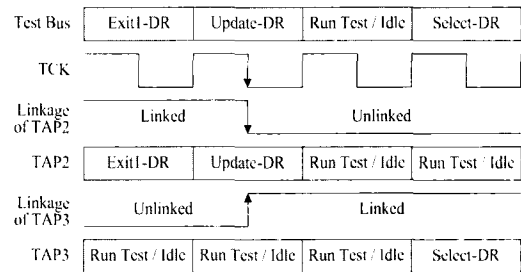 Test Bus Exit1-DR Update-DR Run Test / Idle Select-DR
TCK
Linkage of TAP2 Linked Unlinked
TAP2 Exit1-DR Update-DR Run Test / Idle Run Test / Idle
Linkage of TAP3 Unlinked Linked
TAP3 Run Test / Idle Run Test / Idle Run Test / Idle Select-DR